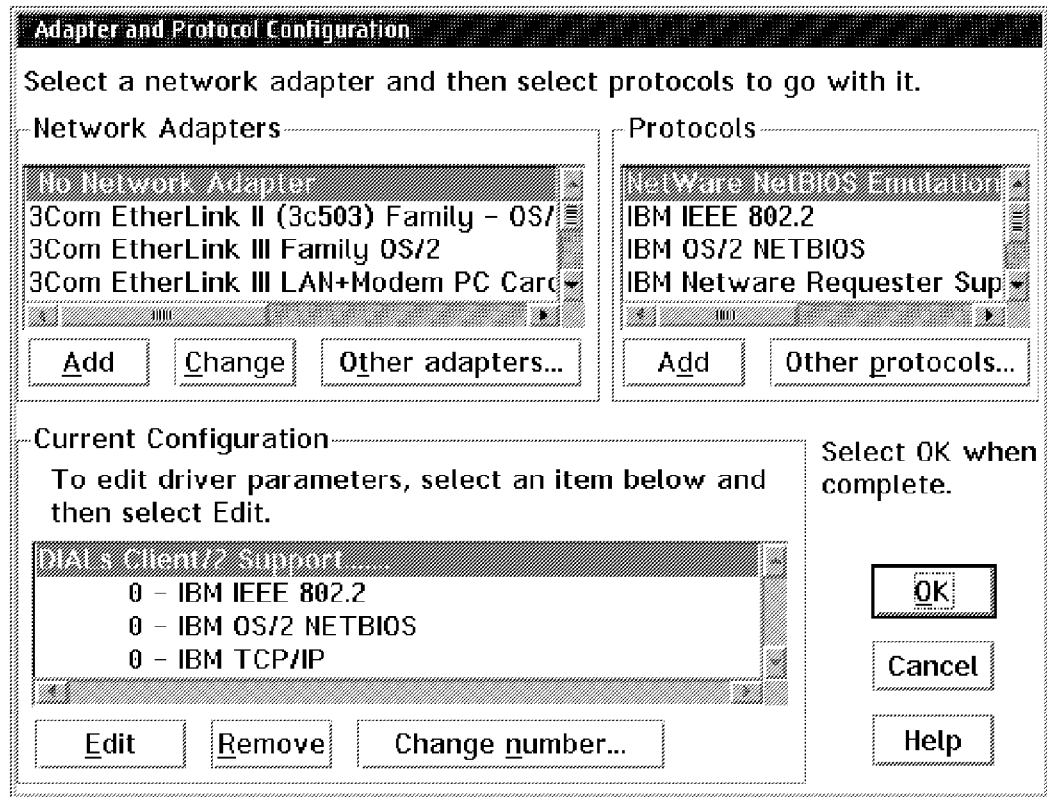 Adapter and Protocol Configuration
Select a network adapter and then select protocols to go with it.
Network Adapters
No Network Adapter
3Com EtherLink II (3c503) Family - OS/
3Com EtherLink III Family OS/2
3Com EtherLink III LAN+Modem PC Card
Add
Change
Other adapters...
Protocols
NetWare NetBIOS Emulation
IBM IEEE 802.2
IBM OS/2 NETBIOS
IBM Netware Requester Sup
Add
Other protocols...
Current Configuration
To edit driver parameters, select an item below and
then select Edit.
DIALs Client/2 Support......
0 - IBM IEEE 802.2
0 - IBM OS/2 NETBIOS
0 - IBM TCP/IP
Edit
Remove
Change number...
Select OK when
complete.
OK
Cancel
Help